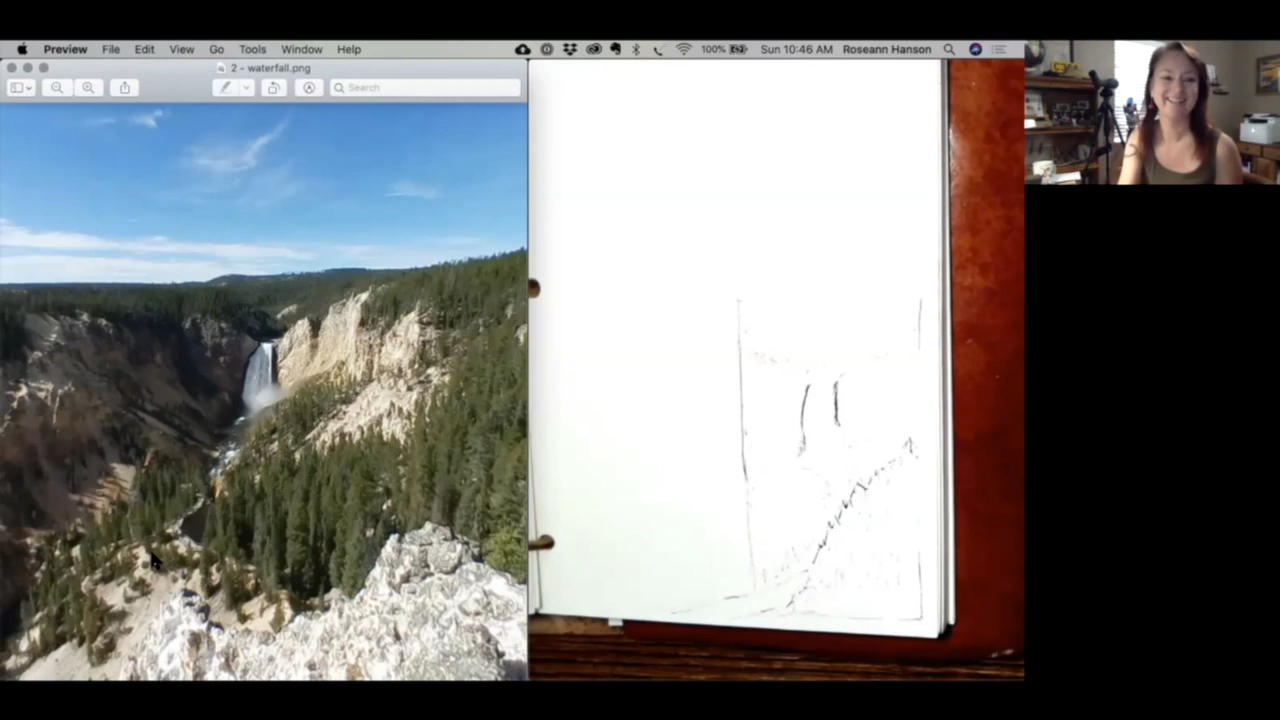 Preview File Edit View Go Tools Window Help 100% Sun 10:46 AM Roseann Hanson
2 - waterfall.png
Search